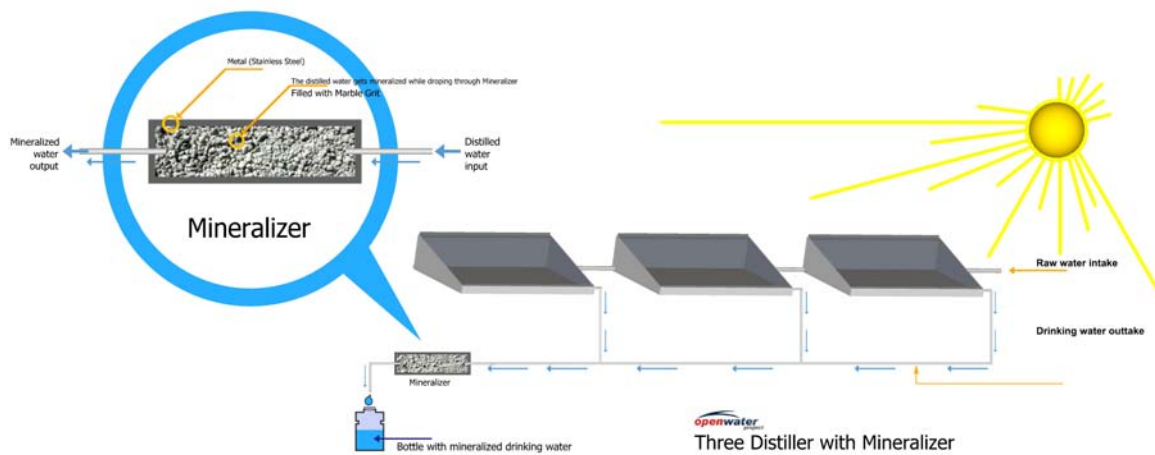 Metal (Stainless Steel)
The distilled water gets mineralized while droping through Mineralizer
Filled with Marble Grit
Mineralized
water
output
Distilled
water
input
Mineralizer
Raw water intake
Drinking water outtake
Mineralizer
Bottle with mineralized drinking water
openwater
project
Three Distiller with Mineralizer